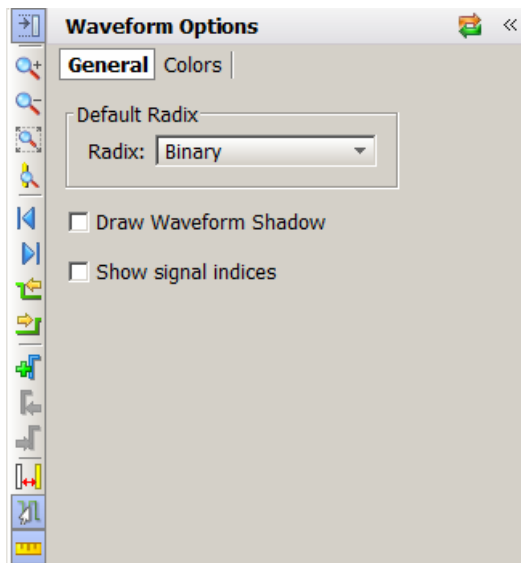 Waveform Options
General Colors
Default Radix
Radix: Binary
Draw Waveform Shadow
Show signal indices